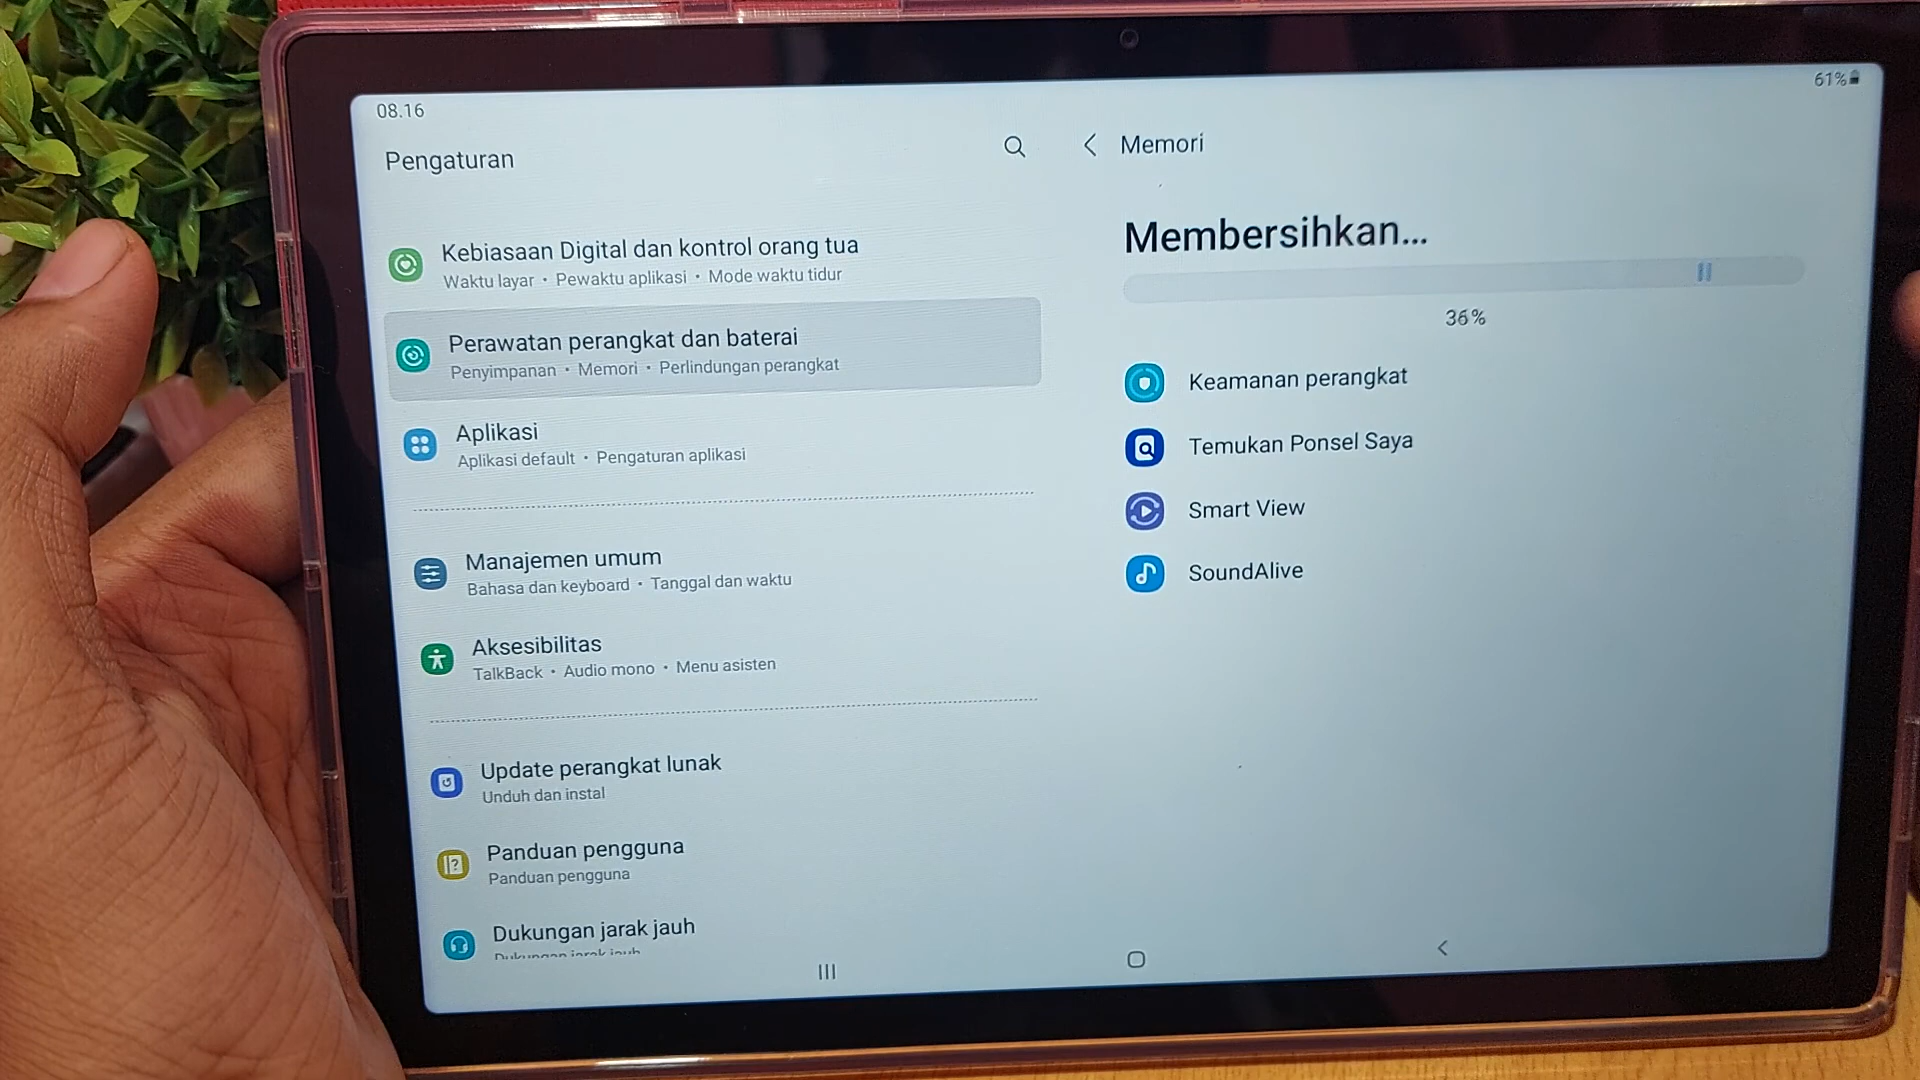 08.16
61%
Pengaturan
Kebiasaan Digital dan kontrol orang tua
Waktu layar • Pewaktu aplikasi • Mode waktu tidur
Perawatan perangkat dan baterai
Penyimpanan • Memori • Perlindungan perangkat
Aplikasi
Aplikasi default • Pengaturan aplikasi
Manajemen umum
Bahasa dan keyboard • Tanggal dan waktu
Aksesibilitas
TalkBack • Audio mono • Menu asisten
Update perangkat lunak
Unduh dan instal
Panduan pengguna
Panduan pengguna
Dukungan jarak jauh
Dukungan jarak jauh
Memori
Membersihkan...
36%
Keamanan perangkat
Temukan Ponsel Saya
Smart View
SoundAlive